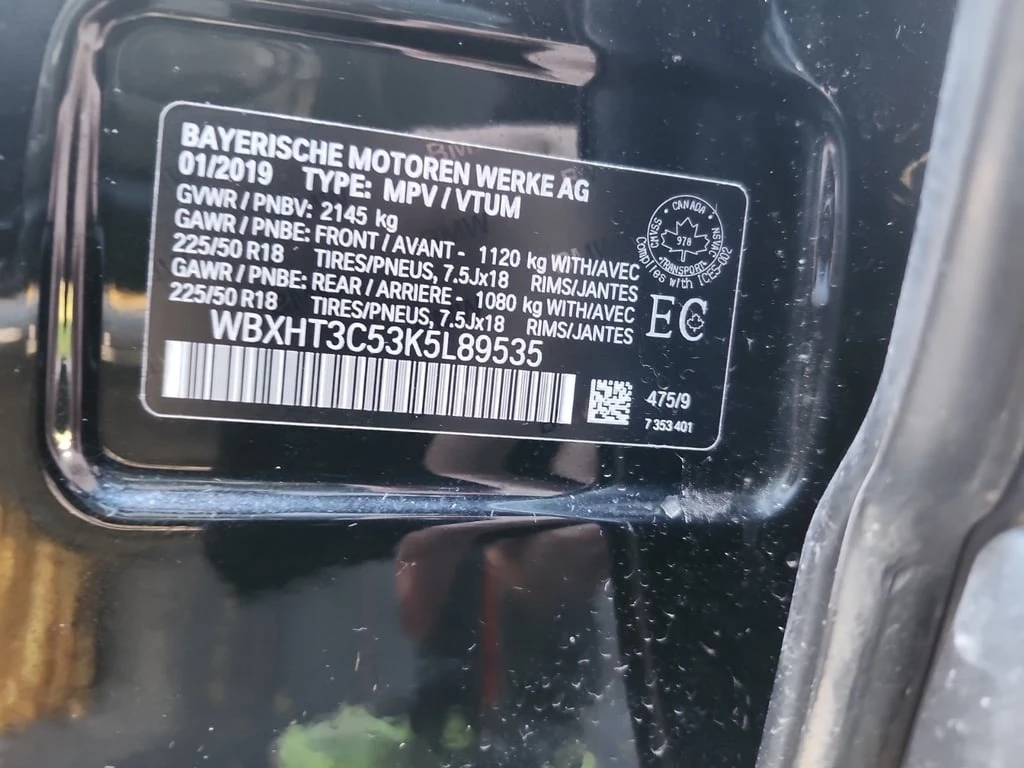 BAYERISCHE MOTOREN WERKE AG
01/2019 TYPE: MPV / VTUM
GVWR / PNBV: 2145 kg
GAWR / PNBE: FRONT / AVANT - 1120 kg WITH/AVEC
225/50 R18 TIRES/PNEUS, 7.5Jx18 RIMS/JANTES
GAWR / PNBE: REAR / ARRIERE - 1080 kg WITH/AVEC
225/50 R18 TIRES/PNEUS, 7.5Jx18 RIMS/JANTES
WBXHT3C53K5L89535
CANADA
CMVSS
NSVAC
978
TRANSPORT
Complies with ICES-002
EC
475/9
7 353 401